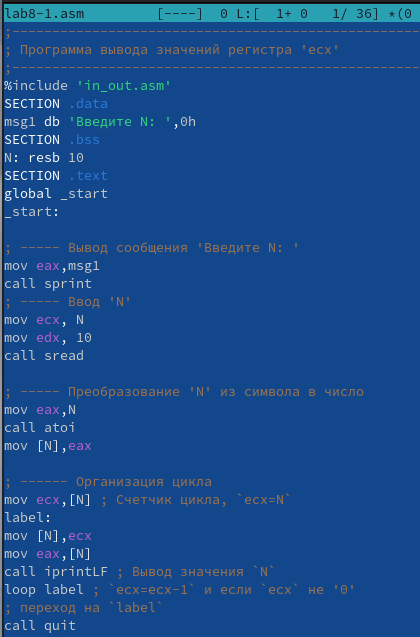 lab8-1.asm [----] 0 L:[ 1+ 0 1/ 36] *(0
;---------------------------------------------------
; Программа вывода значений регистра 'ecx'
;---------------------------------------------------
%include 'in_out.asm'
SECTION .data
msg1 db 'Введите N: ',0h
SECTION .bss
N: resb 10
SECTION .text
global _start
_start:
; ----- Вывод сообщения 'Введите N: '
mov eax,msg1
call sprint
; ----- Ввод 'N'
mov ecx, N
mov edx, 10
call sread
; ----- Преобразование 'N' из символа в число
mov eax,N
call atoi
mov [N],eax
; ------ Организация цикла
mov ecx,[N] ; Счетчик цикла, `ecx=N`
label:
mov [N],ecx
mov eax,[N]
call iprintLF ; Вывод значения `N`
loop label ; `ecx=ecx-1` и если `ecx` не '0'
; переход на `label`
call quit